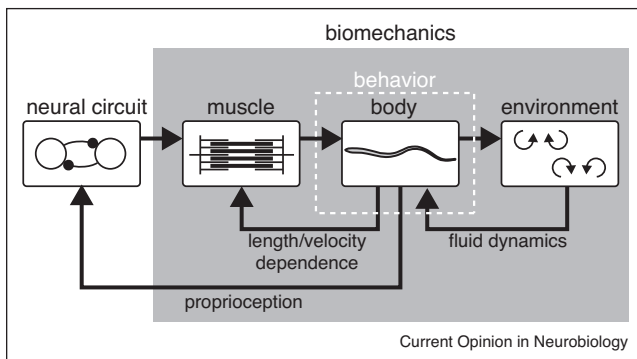 biomechanics
behavior
neural circuit
muscle
body
environment
length/velocity
dependence
fluid dynamics
proprioception
Current Opinion in Neurobiology